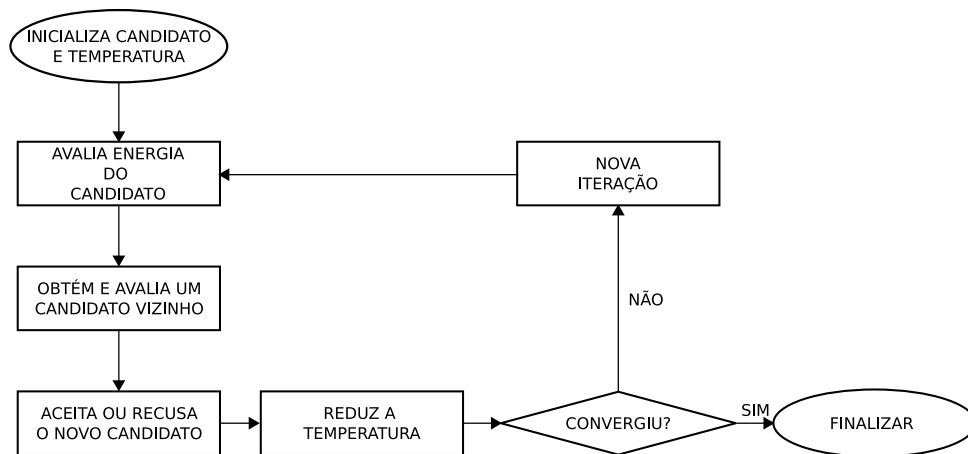 INICIALIZA CANDIDATO
E TEMPERATURA
AVALIA ENERGIA
DO
CANDIDATO
NOVA
ITERAÇÃO
OBTÉM E AVALIA UM
CANDIDATO VIZINHO
NÃO
ACEITA OU RECUSA
O NOVO CANDIDATO
REDUZ A
TEMPERATURA
CONVERGIU?
SIM
FINALIZAR